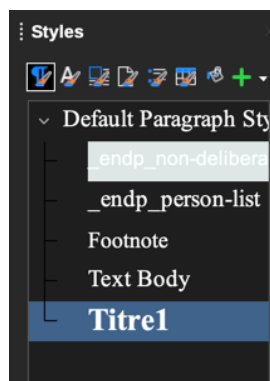 Styles
Default Paragraph Sty
_endp_non-delibera
_endp_person-list
Footnote
Text Body
Titre1